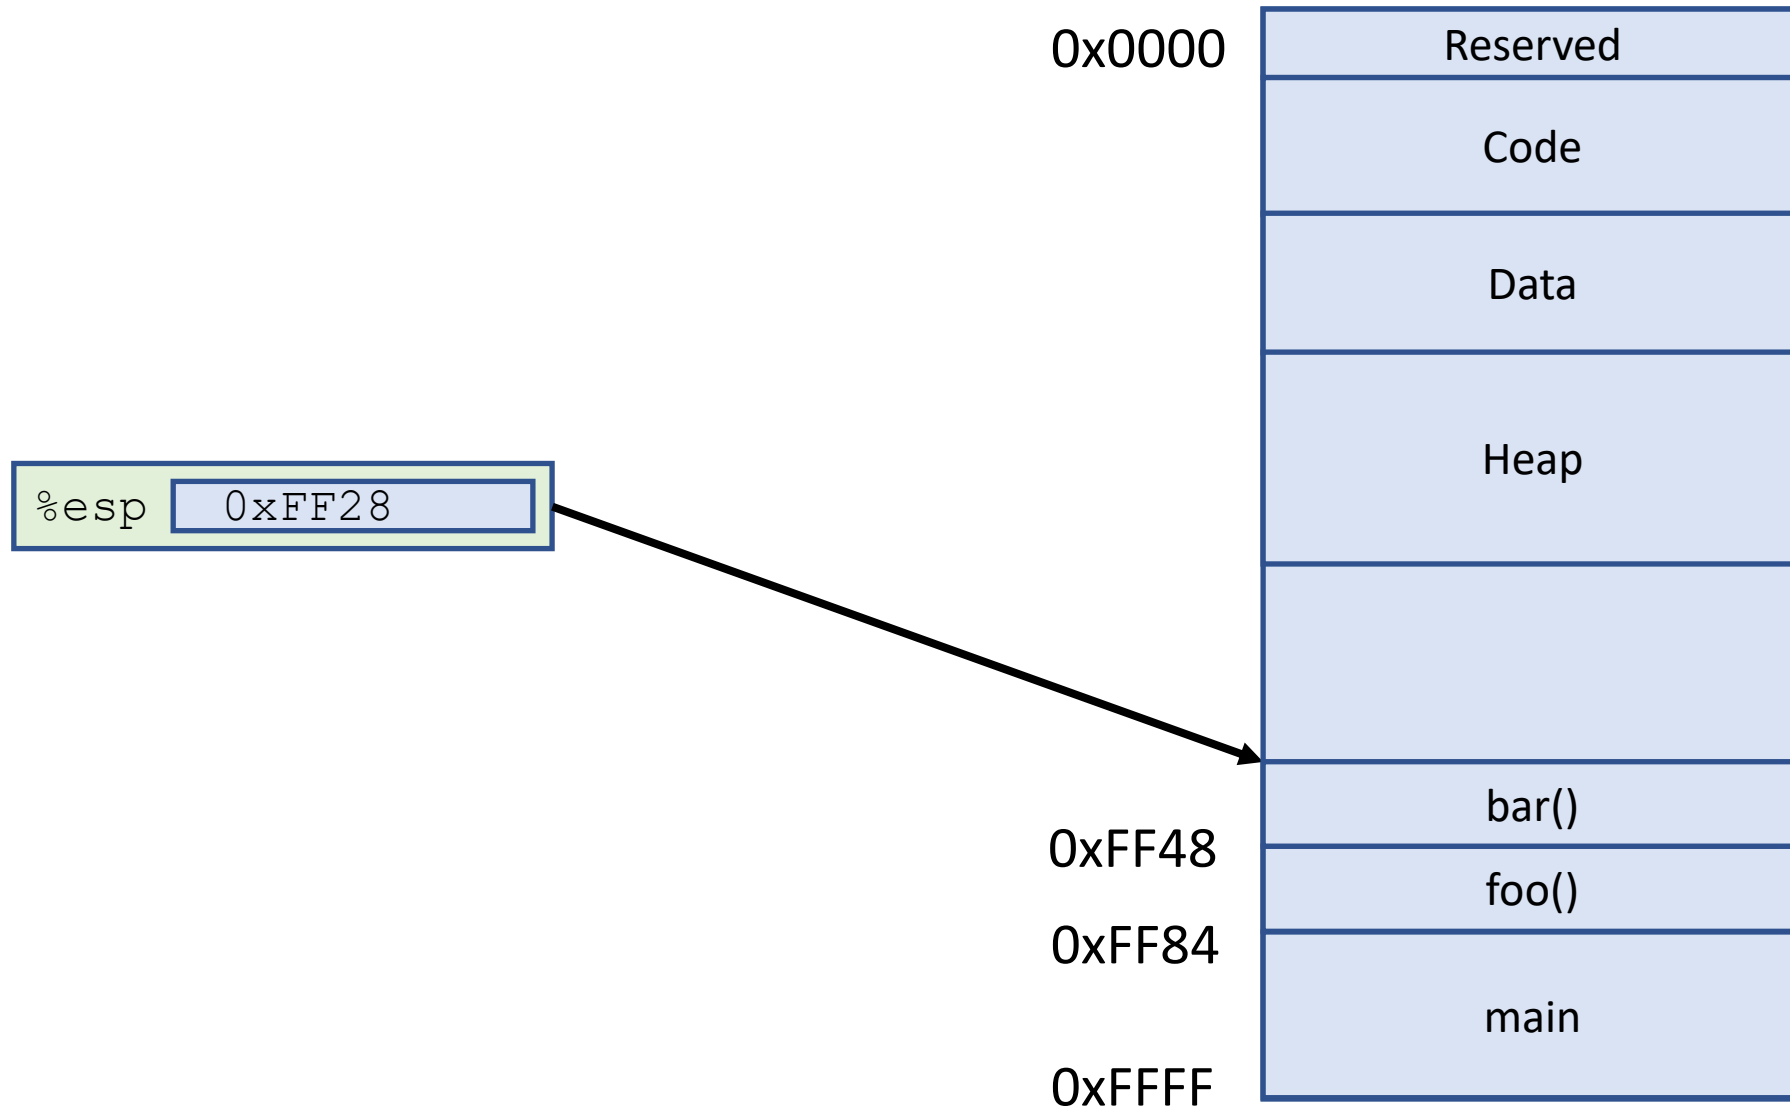 0x0000
Reserved
Code
Data
Heap
%esp 0xFF28
bar()
0xFF48
foo()
0xFF84
main
0xFFFF